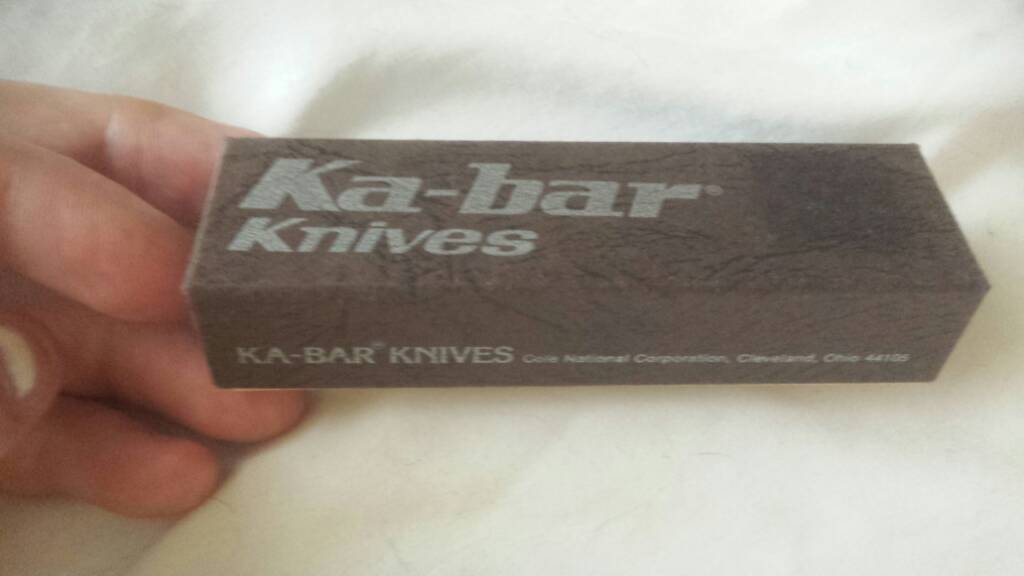 Ka-bar®
Knives
KA-BAR® KNIVES Cole National Corporation, Cleveland, Ohio 44105